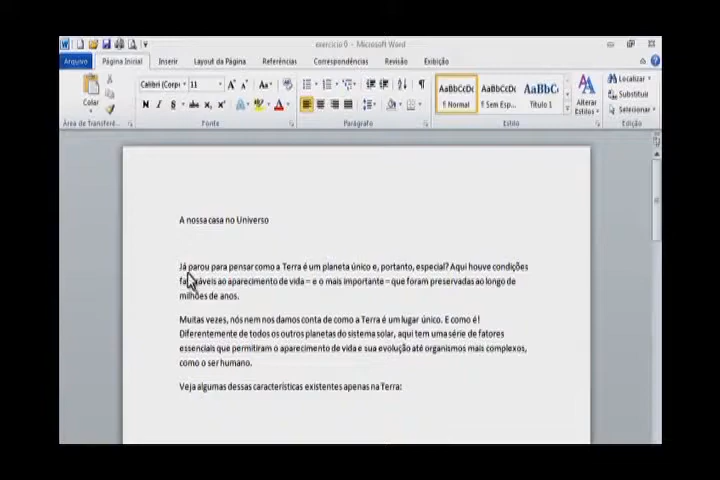 exercicio 0 - Microsoft Word
Arquivo Página Inicial Inserir Layout da Página Referências Correspondências Revisão Exibição
Calibri (Corp 11 Localizar
AaBbCcDc AaBbCcDc AaBbC Substituir
Colar ¶ Normal ¶ Sem Esp... Título 1 Alterar Estilos Selecionar
Área de Transferê... Fonte Parágrafo Estilo Edição
A nossa casa no Universo
Já parou para pensar como a Terra é um planeta único e, portanto, especial? Aqui houve condições
ao aparecimento de vida – e o mais importante – que foram preservadas ao longo de
milhões de anos.
Muitas vezes, nós nem nos damos conta de como a Terra é um lugar único. E como é!
Diferentemente de todos os outros planetas do sistema solar, aqui tem uma série de fatores
essenciais que permitiram o aparecimento de vida e sua evolução até organismos mais complexos,
como o ser humano.
Veja algumas dessas características existentes apenas na Terra: